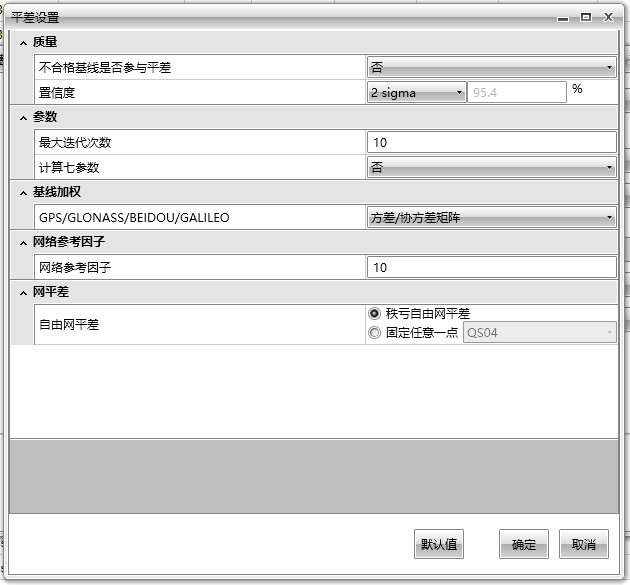 平差设置
质量
不合格基线是否参与平差 否
置信度 2 sigma 95.4 %
参数
最大迭代次数 10
计算七参数 否
基线加权
GPS/GLONASS/BEIDOU/GALILEO 方差/协方差矩阵
网络参考因子
网络参考因子 10
网平差
自由网平差 秩亏自由网平差
固定任意一点 QS04
默认值 确定 取消